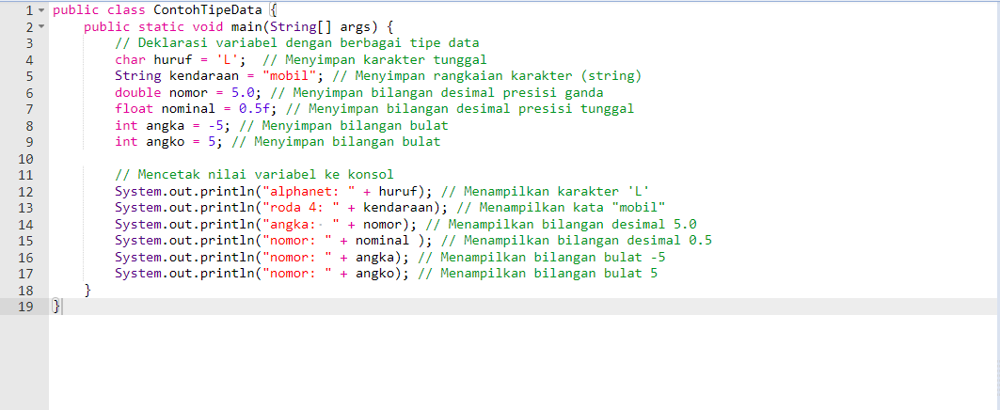 1 public class ContohTipeData {
2 public static void main(String[] args) {
3 // Deklarasi variabel dengan berbagai tipe data
4 char huruf = 'L';  // Menyimpan karakter tunggal
5 String kendaraan = "mobil"; // Menyimpan rangkaian karakter (string)
6 double nomor = 5.0; // Menyimpan bilangan desimal presisi ganda
7 float nominal = 0.5f; // Menyimpan bilangan desimal presisi tunggal
8 int angka = -5; // Menyimpan bilangan bulat
9 int angko = 5; // Menyimpan bilangan bulat
10
11 // Mencetak nilai variabel ke konsol
12 System.out.println("alphanet: " + huruf); // Menampilkan karakter 'L'
13 System.out.println("roda 4: " + kendaraan); // Menampilkan kata "mobil"
14 System.out.println("angka:  " + nomor); // Menampilkan bilangan desimal 5.0
15 System.out.println("nomor: " + nominal ); // Menampilkan bilangan desimal 0.5
16 System.out.println("nomor: " + angka); // Menampilkan bilangan bulat -5
17 System.out.println("nomor: " + angko); // Menampilkan bilangan bulat 5
18 }
19 }